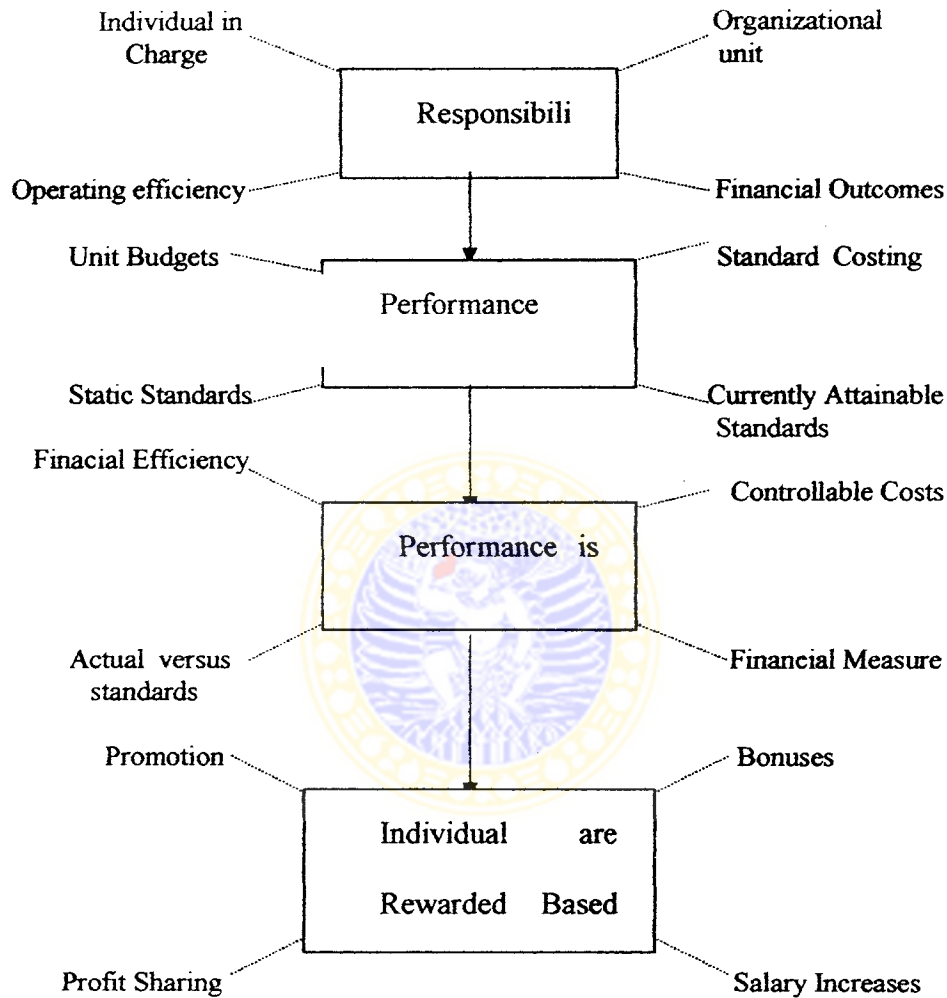 Individual in
Charge
Organizational
unit
Responsibili
Operating efficiency
Financial Outcomes
Unit Budgets
Standard Costing
Performance
Static Standards
Currently Attainable
Standards
Finacial Efficiency
Controllable Costs
Performance is
Actual versus
standards
Financial Measure
Promotion
Bonuses
Individual are
Rewarded Based
Profit Sharing
Salary Increases